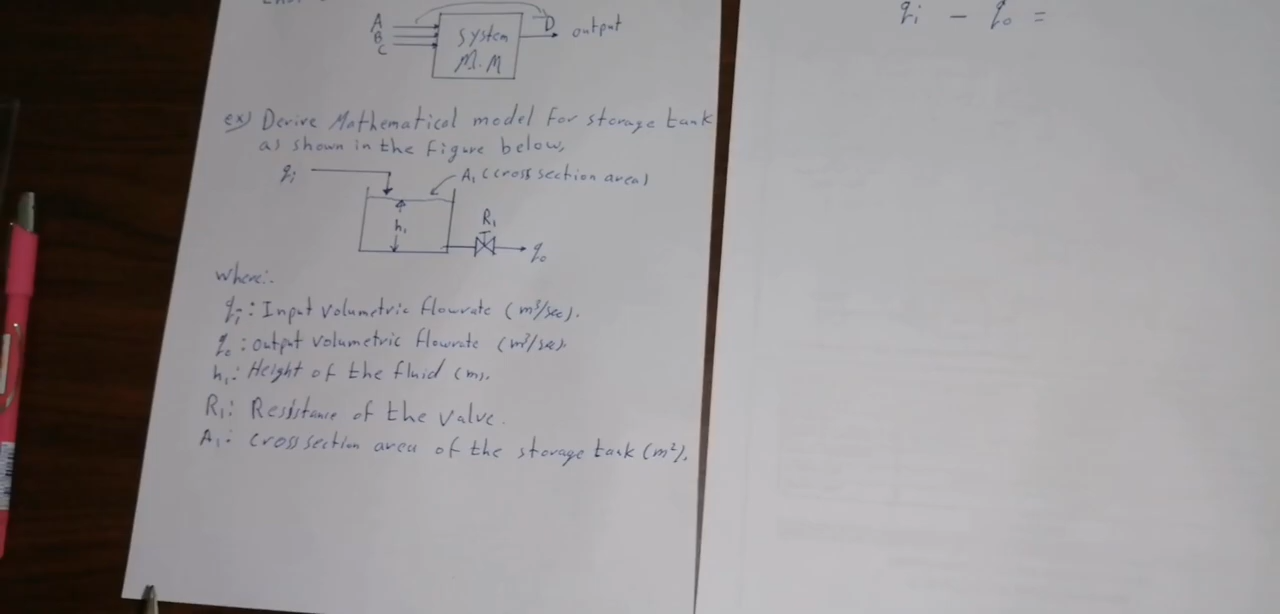 A
B
C
System
M.M
D
output
ex) Derive Mathematical model for storage tank
as shown in the figure below,
qi
A1 (cross section area)
h1
R1
qo
where:-
qi: Input volumetric flowrate (m³/sec).
qo: output volumetric flowrate (m³/sec).
h1: Height of the fluid (m).
R1: Resistance of the valve.
A1: cross section area of the storage tank (m²).
qi - qo =